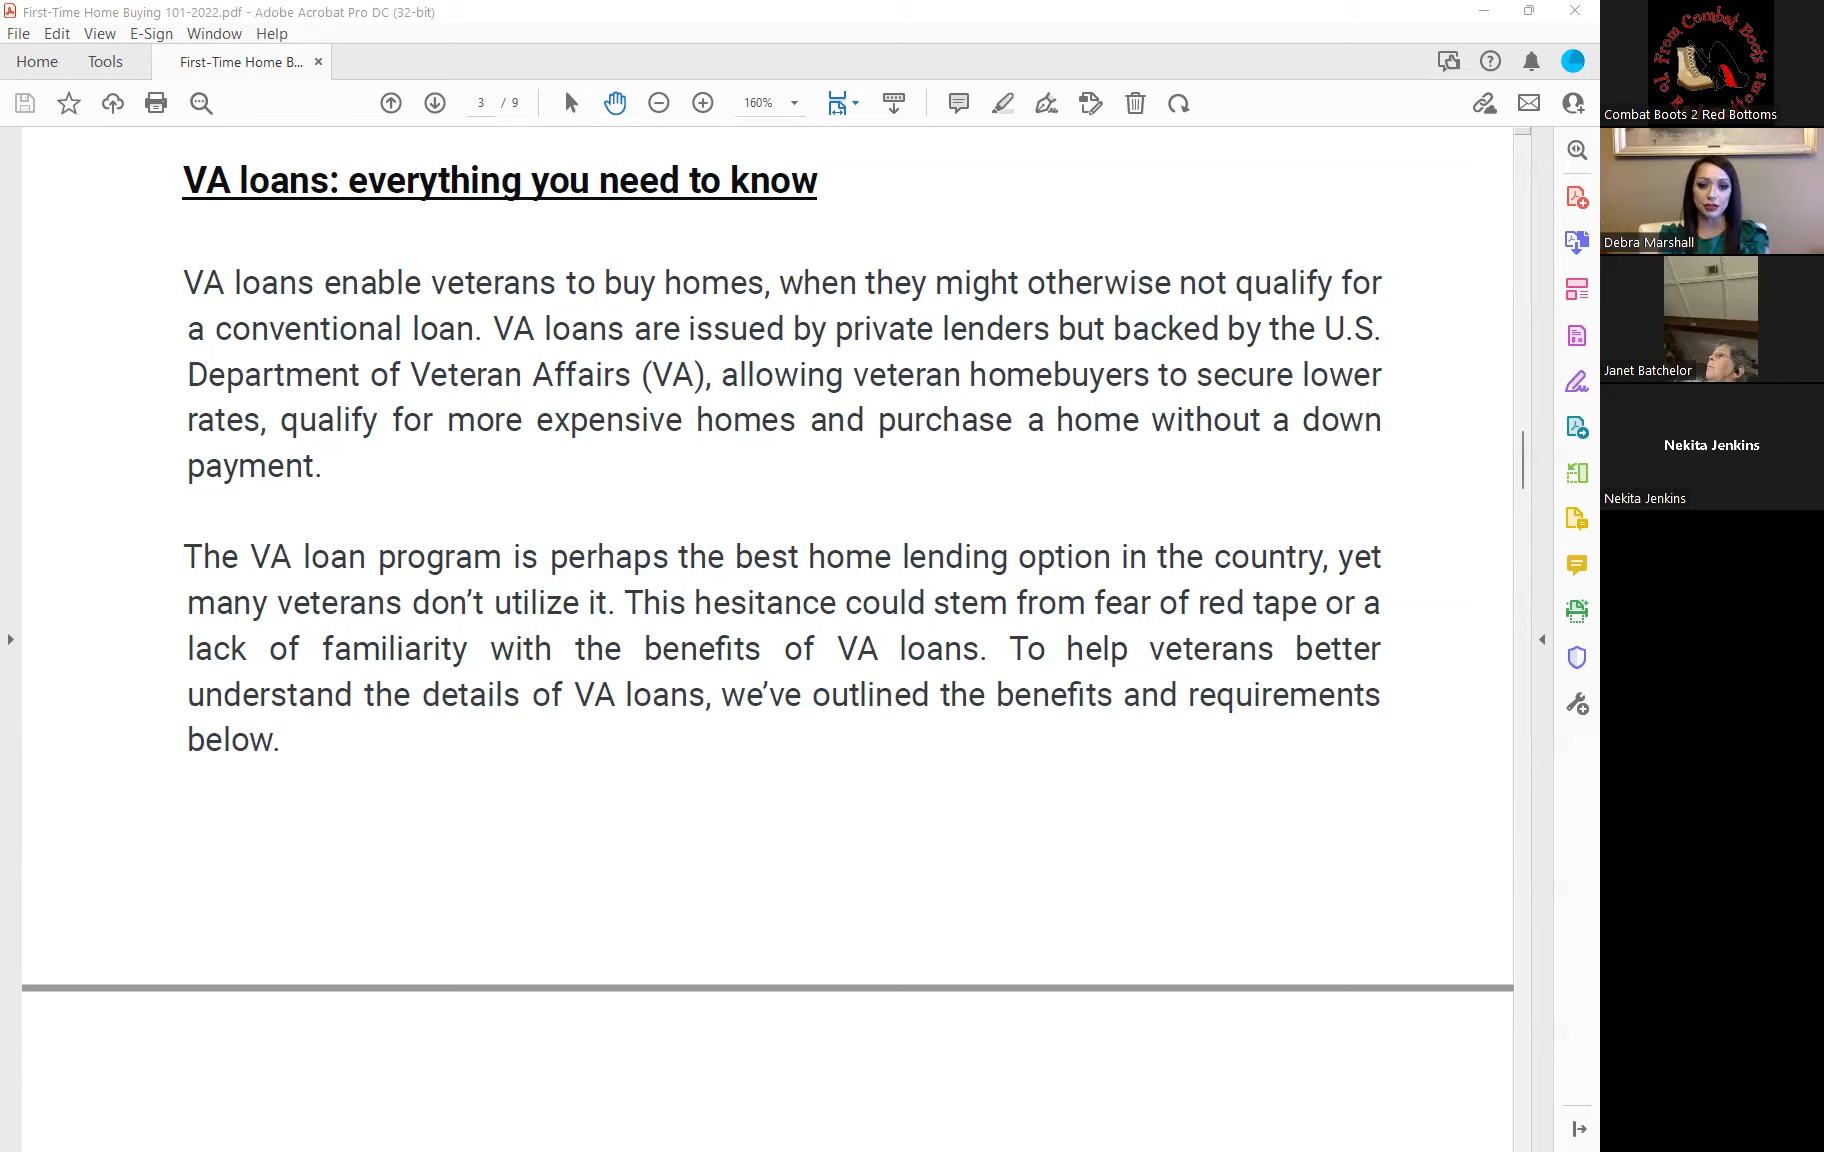 First-Time Home Buying 101-2022.pdf - Adobe Acrobat Pro DC (32-bit)
File Edit View E-Sign Window Help
Home Tools First-Time Home B...
3 / 9 160%
VA loans: everything you need to know
VA loans enable veterans to buy homes, when they might otherwise not qualify for
a conventional loan. VA loans are issued by private lenders but backed by the U.S.
Department of Veteran Affairs (VA), allowing veteran homebuyers to secure lower
rates, qualify for more expensive homes and purchase a home without a down
payment.
The VA loan program is perhaps the best home lending option in the country, yet
many veterans don’t utilize it. This hesitance could stem from fear of red tape or a
lack of familiarity with the benefits of VA loans. To help veterans better
understand the details of VA loans, we’ve outlined the benefits and requirements
below.
From Combat Boots to
Combat Boots 2 Red Bottoms
Debra Marshall
Janet Batchelor
Nekita Jenkins
Nekita Jenkins